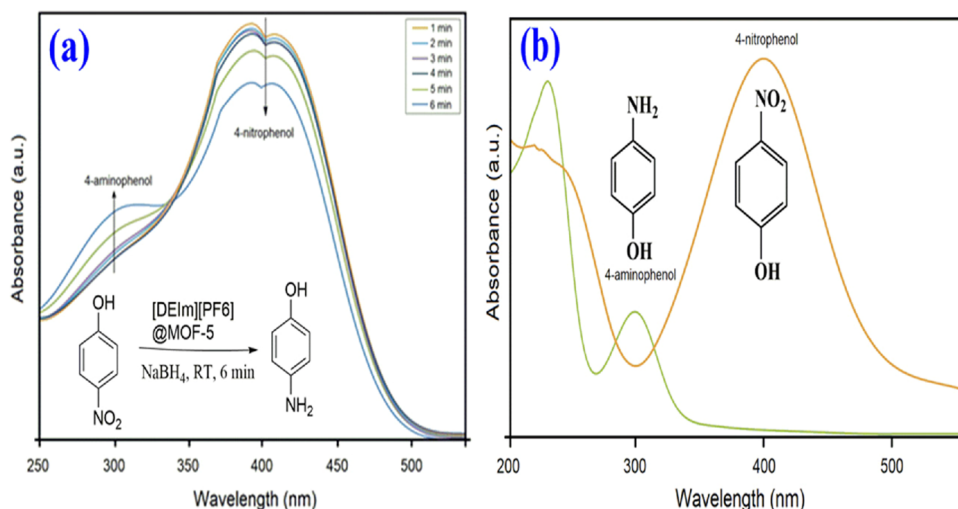 (a)
1 min
2 min
3 min
4 min
5 min
6 min
4-nitrophenol
4-aminophenol
OH
NO2
[DEIm][PF6]
@MOF-5
NaBH4, RT, 6 min
OH
NH2
Absorbance (a.u.)
250 300 350 400 450 500
Wavelength (nm)
(b)
4-nitrophenol
NH2
OH
4-aminophenol
NO2
OH
Absorbance (a.u.)
200 300 400 500
Wavelength (nm)